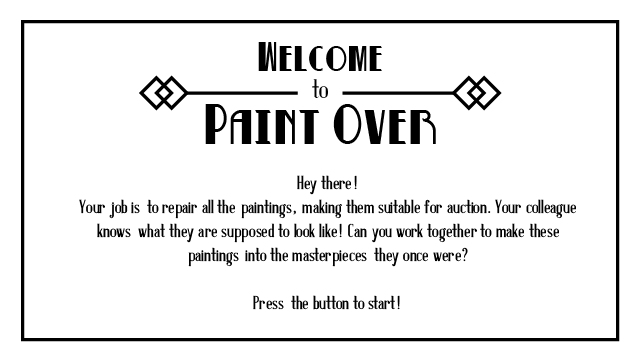 Welcome
to
Paint Over
Hey there!
Your job is to repair all the paintings, making them suitable for auction. Your colleague
knows what they are supposed to look like! Can you work together to make these
paintings into the masterpieces they once were?
Press the button to start!